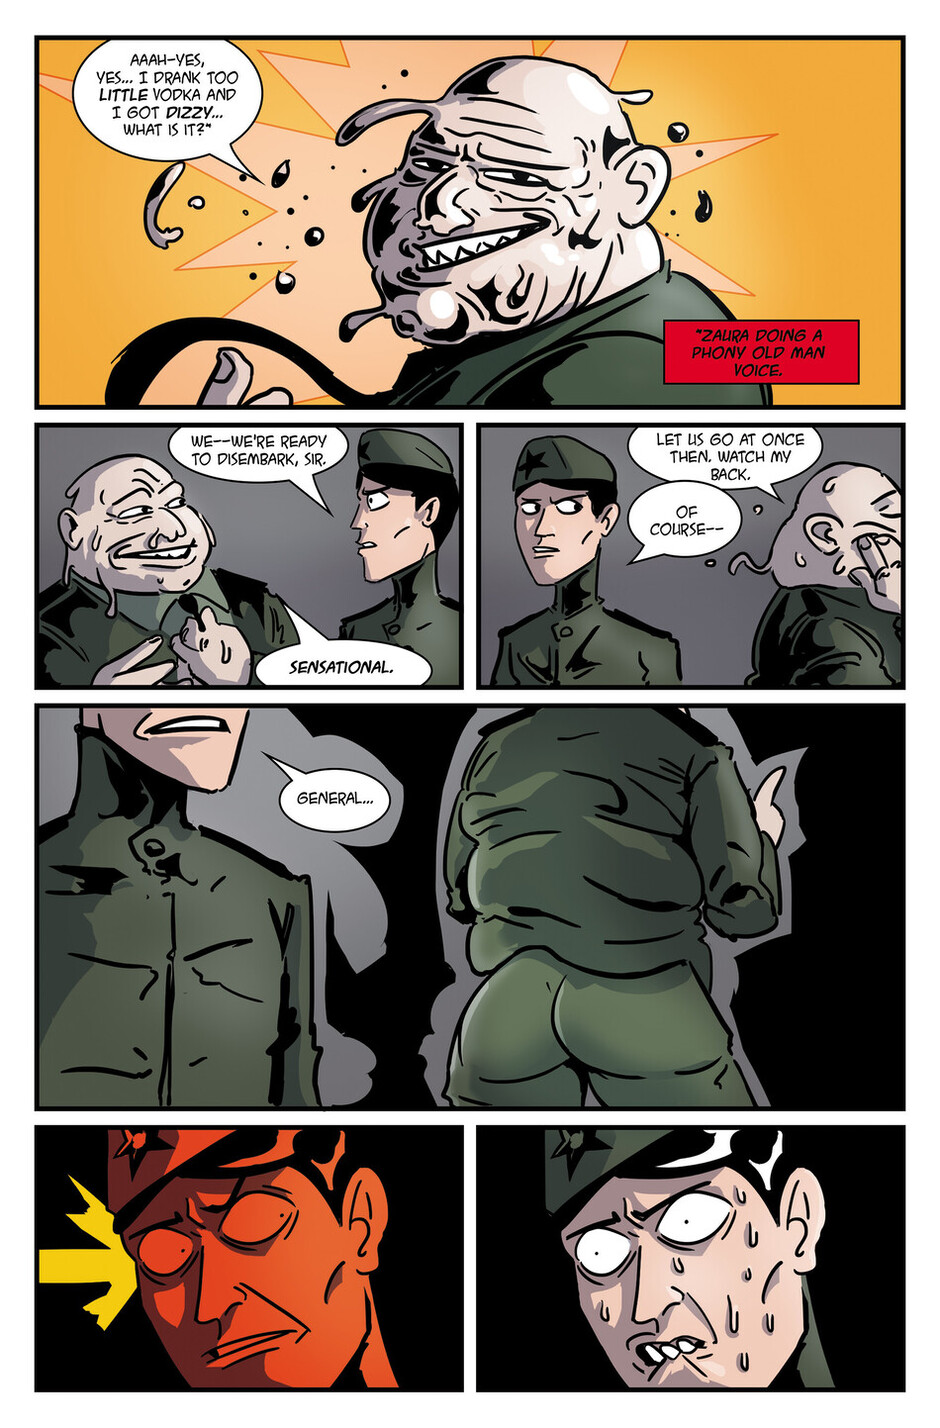 AAAH-YES,
YES... I DRANK TOO
LITTLE VODKA AND
I GOT DIZZY...
WHAT IS IT?*
*ZAURA DOING A
PHONY OLD MAN
VOICE.
WE--WE'RE READY
TO DISEMBARK, SIR.
SENSATIONAL.
LET US GO AT ONCE
THEN. WATCH MY
BACK.
OF
COURSE--
GENERAL...